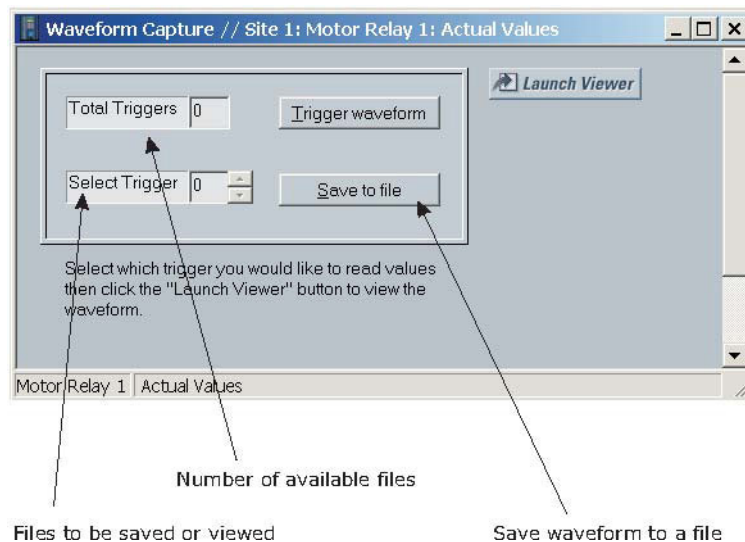 Waveform Capture // Site 1: Motor Relay 1: Actual Values
Launch Viewer
Total Triggers 0
Trigger waveform
Select Trigger 0
Save to file
Select which trigger you would like to read values
then click the "Launch Viewer" button to view the
waveform.
Motor Relay 1 Actual Values
Number of available files
Files to be saved or viewed
Save waveform to a file